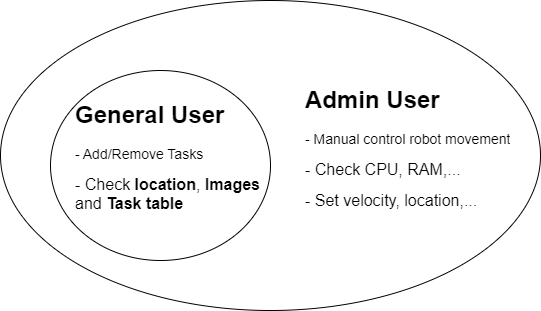 General User
- Add/Remove Tasks
- Check location, Images
and Task table
Admin User
- Manual control robot movement
- Check CPU, RAM,...
- Set velocity, location,...